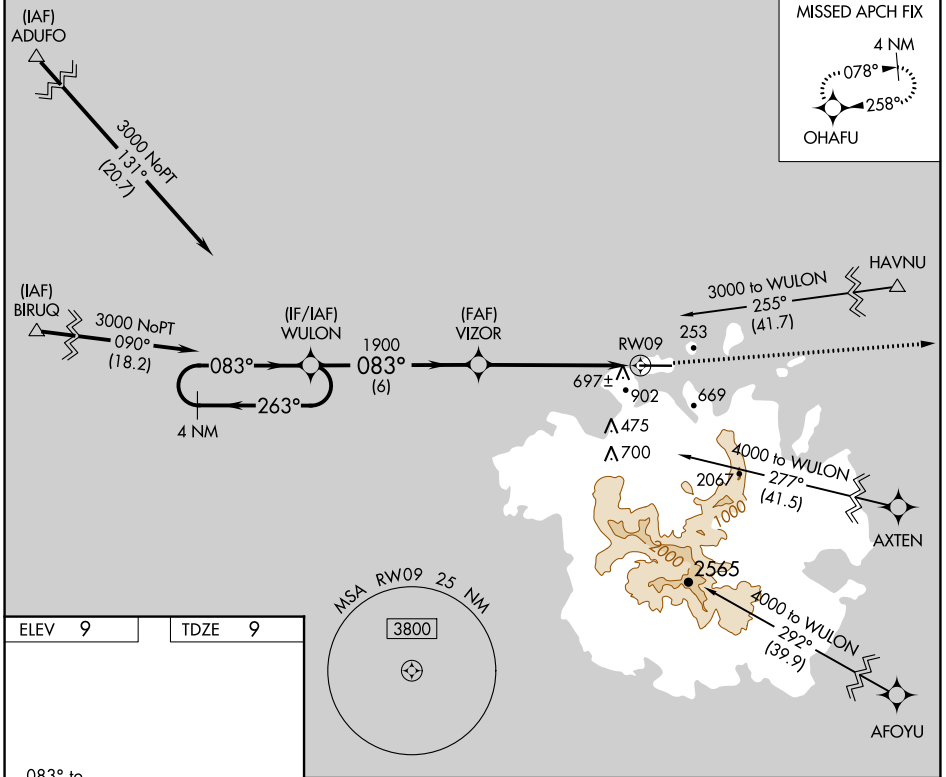 (IAF)
ADUFO
3000 NoPT
131°
(20.7)
MISSED APCH FIX
4 NM
078°
258°
OHAFU
(IAF)
BIRUQ
3000 NoPT
090°
(18.2)
(IF/IAF)
WULON
083°
263°
4 NM
1900
083°
(6)
(FAF)
VIZOR
HAVNU
3000 to WULON
255°
(41.7)
253
RW09
697±
902
669
475
700
4000 to WULON
277°
(41.5)
2067
AXTEN
1000
2000
2565
4000 to WULON
292°
(39.9)
AFOYU
MSA RW09 25 NM
3800
ELEV 9
TDZE 9
083° to